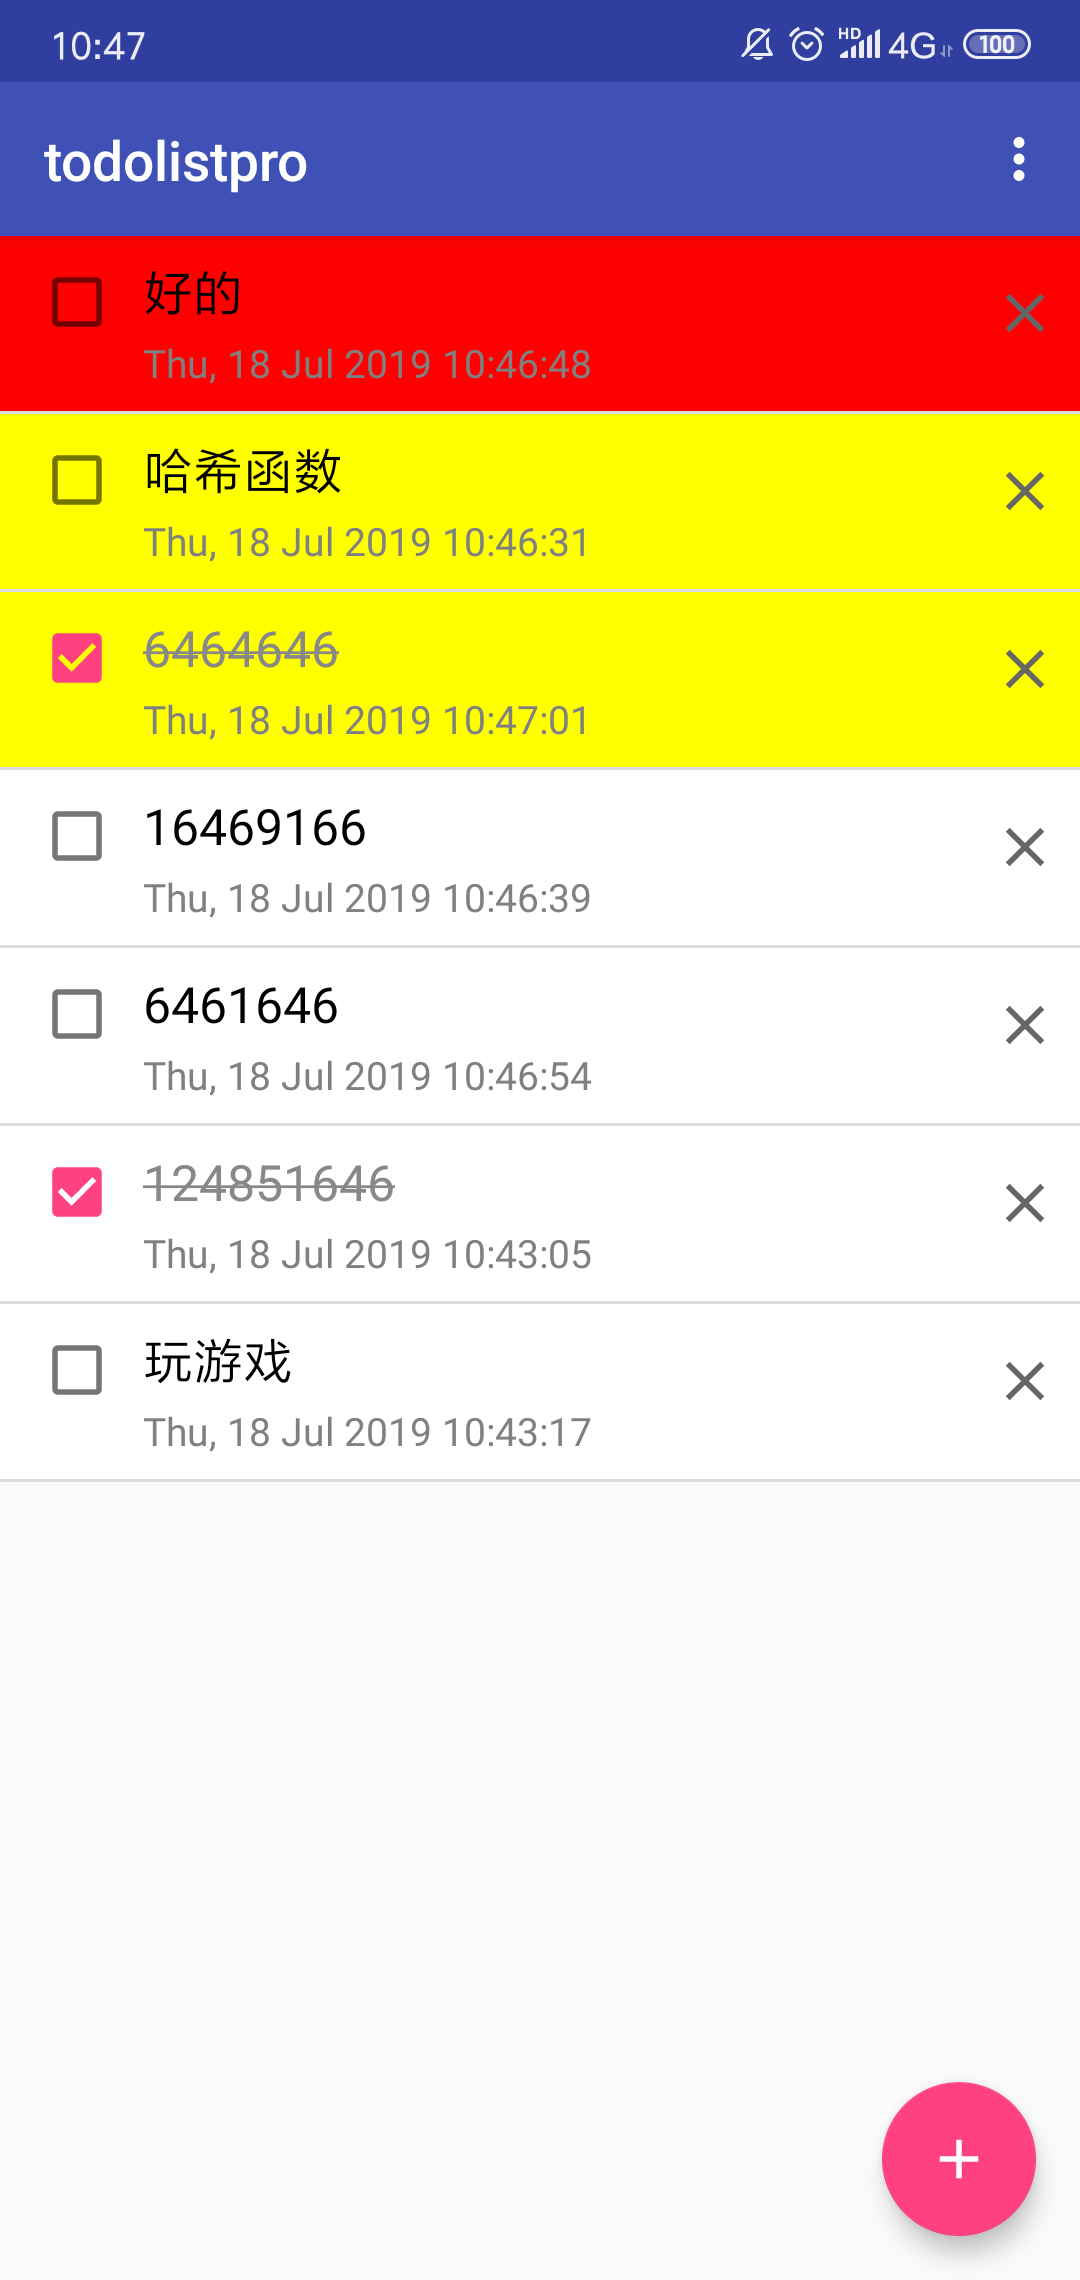 10:47
HD 4G 100
todolistpro
好的
Thu, 18 Jul 2019 10:46:48
哈希函数
Thu, 18 Jul 2019 10:46:31
6464646
Thu, 18 Jul 2019 10:47:01
16469166
Thu, 18 Jul 2019 10:46:39
6461646
Thu, 18 Jul 2019 10:46:54
124851646
Thu, 18 Jul 2019 10:43:05
玩游戏
Thu, 18 Jul 2019 10:43:17